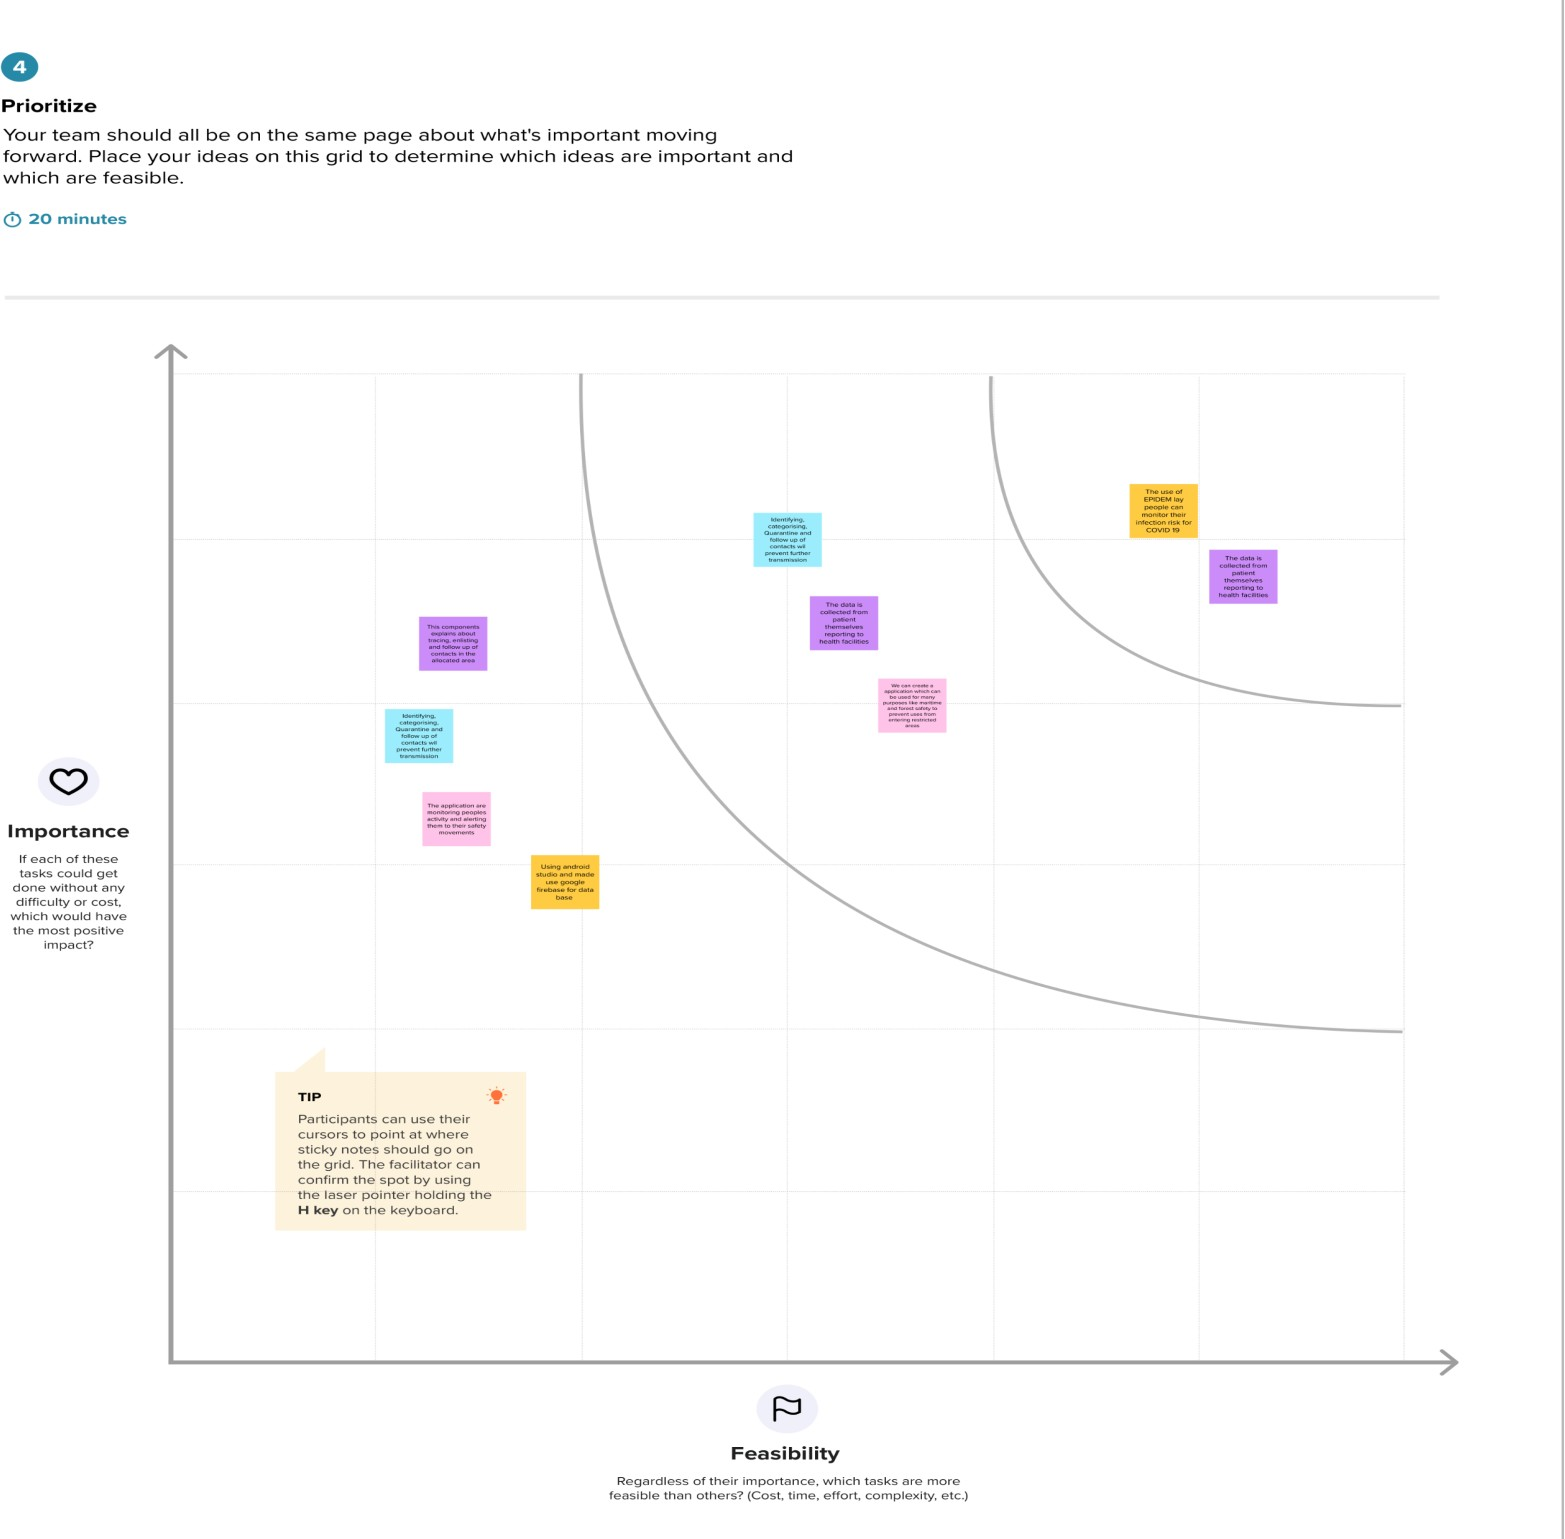 4
Prioritize
Your team should all be on the same page about what's important moving
forward. Place your ideas on this grid to determine which ideas are important and
which are feasible.
20 minutes
The use of
EPIDEM lay
people can
monitor their
infection risk for
COVID 19
Identifying,
categorising,
Quarantine and
follow up of
contacts wil
prevent further
transmission
The data is
collected from
patient
themselves
reporting to
health facilities
The data is
collected from
patient
themselves
reporting to
health facilities
This components
explains about
tracing, enlisting
and follow up of
contacts in the
allocated area
We can create a
application which can
be used for many
purposes like maritime
and forest safety to
prevent uses from
entering restricted
areas
Identifying,
categorising,
Quarantine and
follow up of
contacts wil
prevent further
transmission
The application are
monitoring peoples
activity and alerting
them to their safety
movements
Using android
studio and made
use google
firebase for data
base
Importance
If each of these
tasks could get
done without any
difficulty or cost,
which would have
the most positive
impact?
TIP
Participants can use their
cursors to point at where
sticky notes should go on
the grid. The facilitator can
confirm the spot by using
the laser pointer holding the
H key on the keyboard.
Feasibility
Regardless of their importance, which tasks are more
feasible than others? (Cost, time, effort, complexity, etc.)